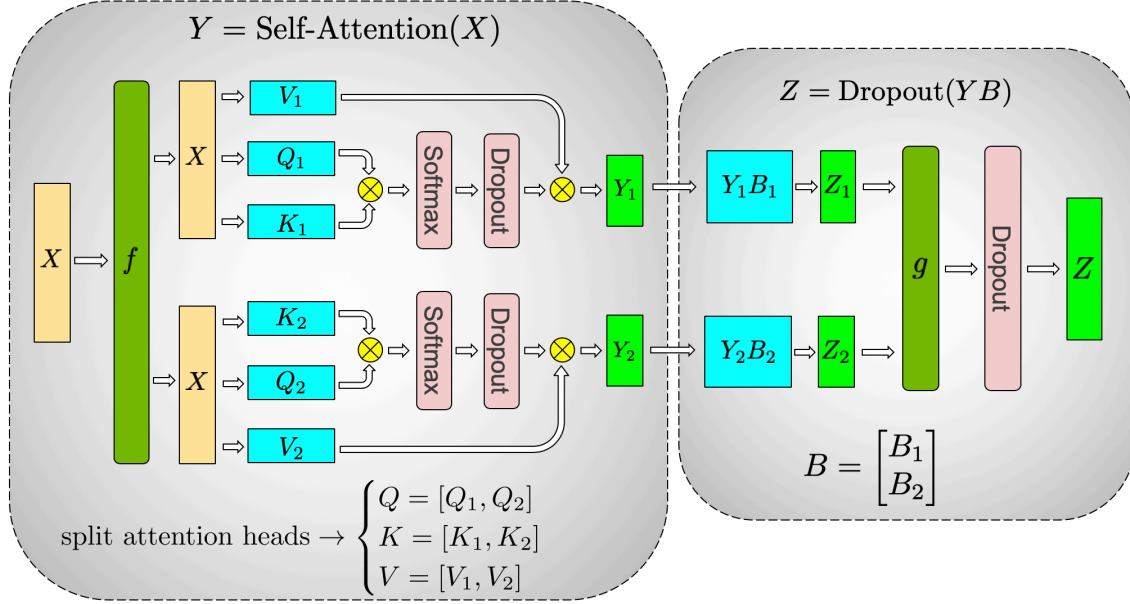 Y = Self-Attention(X)
X
f
X
V₁
Q₁
K₁
⊗
Softmax
Dropout
⊗
Y₁
X
K₂
Q₂
V₂
⊗
Softmax
Dropout
⊗
Y₂
split attention heads → { Q = [Q₁, Q₂]
K = [K₁, K₂]
V = [V₁, V₂]
Z = Dropout(YB)
Y₁B₁
Z₁
Y₂B₂
Z₂
g
Dropout
Z
B = [B₁
B₂]